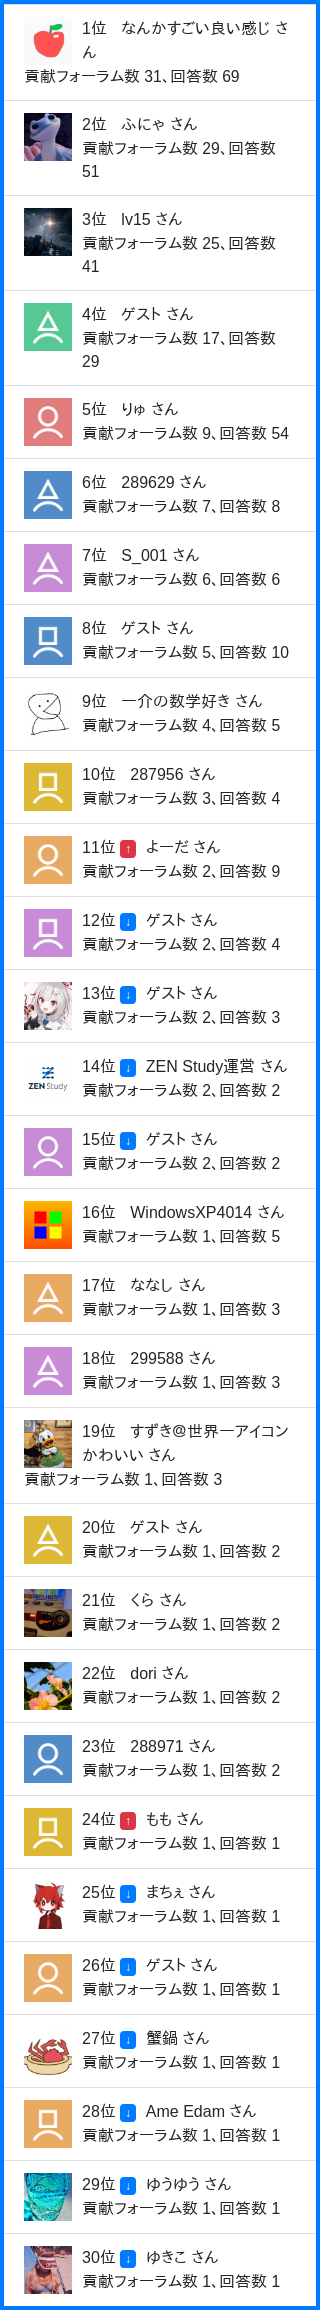 1位　なんかすごい良い感じ さ
ん
貢献フォーラム数 31、回答数 69
2位　ふにゃ さん
貢献フォーラム数 29、回答数
51
3位　lv15 さん
貢献フォーラム数 25、回答数
41
4位　ゲスト さん
貢献フォーラム数 17、回答数
29
5位　りゅ さん
貢献フォーラム数 9、回答数 54
6位　289629 さん
貢献フォーラム数 7、回答数 8
7位　S_001 さん
貢献フォーラム数 6、回答数 6
8位　ゲスト さん
貢献フォーラム数 5、回答数 10
9位　一介の数学好き さん
貢献フォーラム数 4、回答数 5
10位　287956 さん
貢献フォーラム数 3、回答数 4
11位 ↑ よーだ さん
貢献フォーラム数 2、回答数 9
12位 ↓ ゲスト さん
貢献フォーラム数 2、回答数 4
13位 ↓ ゲスト さん
貢献フォーラム数 2、回答数 3
14位 ↓ ZEN Study運営 さん
ZEN Study
貢献フォーラム数 2、回答数 2
15位 ↓ ゲスト さん
貢献フォーラム数 2、回答数 2
16位　WindowsXP4014 さん
貢献フォーラム数 1、回答数 5
17位　ななし さん
貢献フォーラム数 1、回答数 3
18位　299588 さん
貢献フォーラム数 1、回答数 3
19位　すずき@世界一アイコン
かわいい さん
貢献フォーラム数 1、回答数 3
20位　ゲスト さん
貢献フォーラム数 1、回答数 2
21位　くら さん
貢献フォーラム数 1、回答数 2
22位　dori さん
貢献フォーラム数 1、回答数 2
23位　288971 さん
貢献フォーラム数 1、回答数 2
24位 ↑ もも さん
貢献フォーラム数 1、回答数 1
25位 ↓ まちぇ さん
貢献フォーラム数 1、回答数 1
26位 ↓ ゲスト さん
貢献フォーラム数 1、回答数 1
27位 ↓ 蟹鍋 さん
貢献フォーラム数 1、回答数 1
28位 ↓ Ame Edam さん
貢献フォーラム数 1、回答数 1
29位 ↓ ゆうゆう さん
貢献フォーラム数 1、回答数 1
30位 ↓ ゆきこ さん
貢献フォーラム数 1、回答数 1